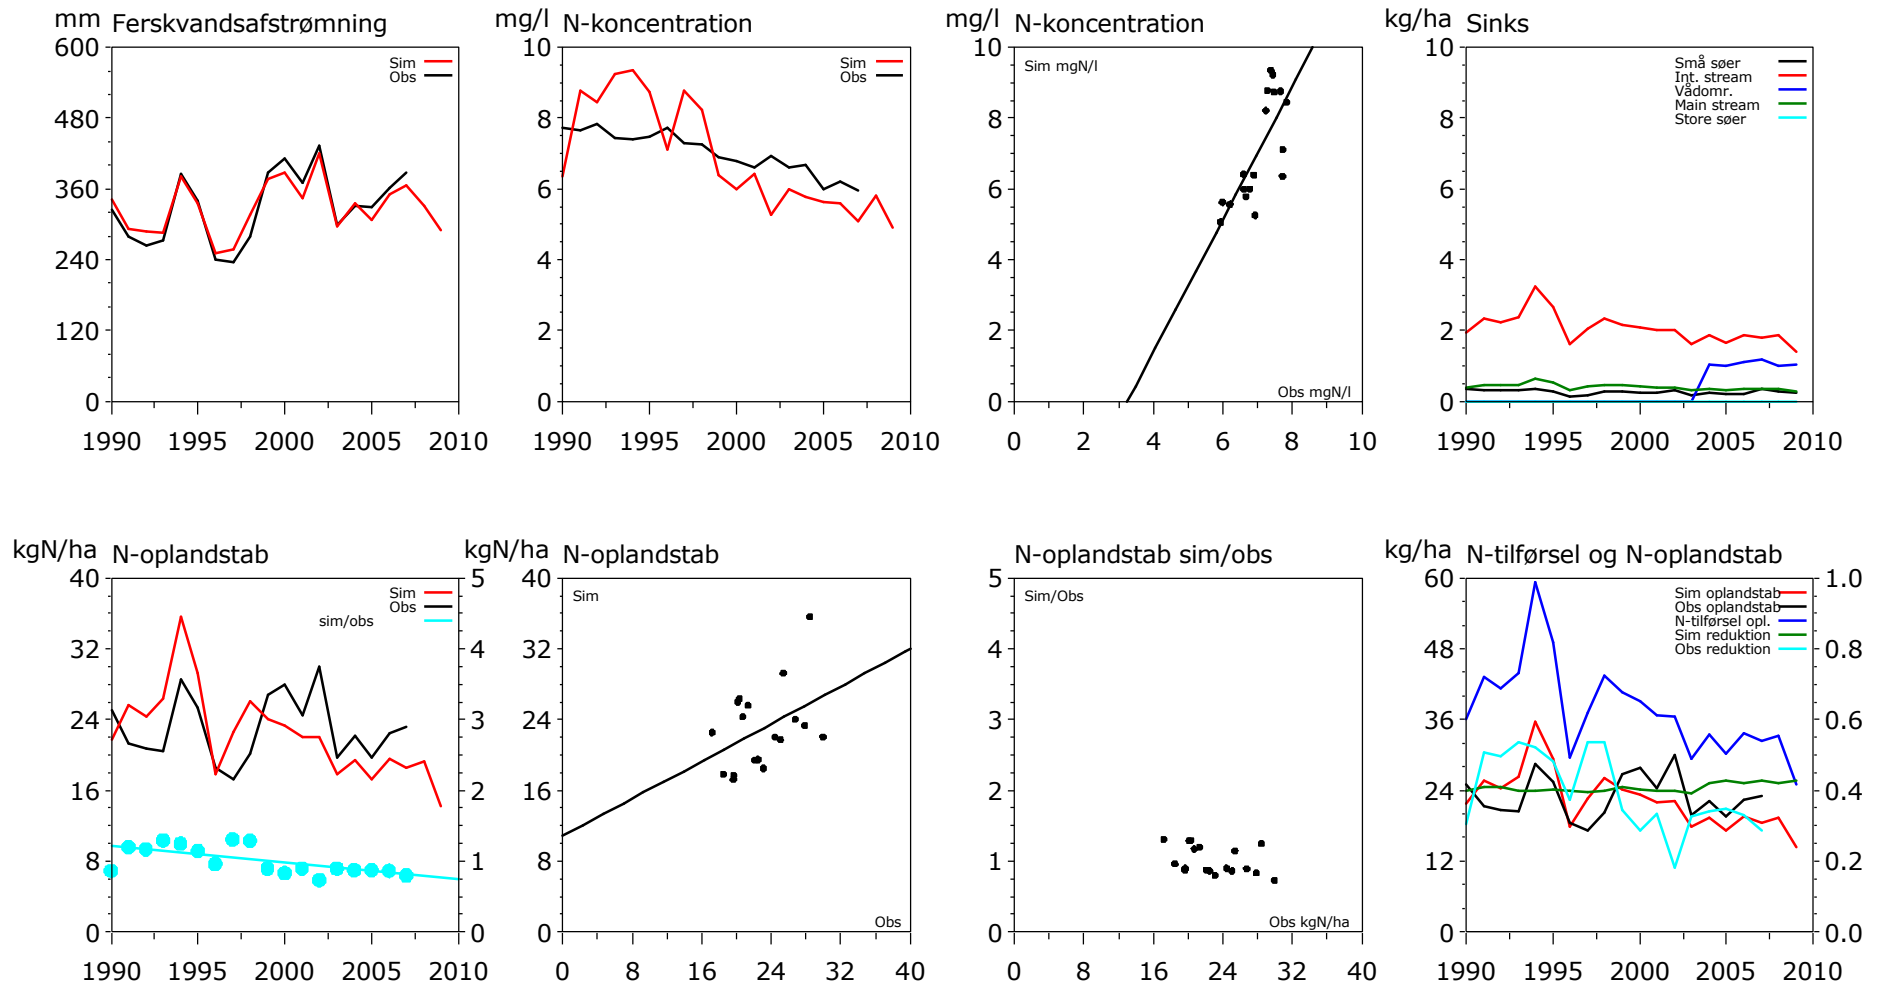 mm Ferskvandsafstrømning
600
480
360
240
120
0
1990 1995 2000 2005 2010
Sim
Obs
mg/l N-koncentration
10
8
6
4
2
0
1990 1995 2000 2005 2010
Sim
Obs
mg/l N-koncentration
10
8
6
4
2
0
0 2 4 6 8 10
Sim mgN/l
Obs mgN/l
kg/ha Sinks
10
8
6
4
2
0
1990 1995 2000 2005 2010
Små søer
Int. stream
Vådomr.
Main stream
Store søer
kgN/ha N-oplandstab
40
32
24
16
8
0
1990 1995 2000 2005 2010
Sim
Obs
sim/obs
5
4
3
2
1
0
kgN/ha N-oplandstab
40
32
24
16
8
0
0 8 16 24 32 40
Sim
Obs
N-oplandstab sim/obs
5
4
3
2
1
0
0 8 16 24 32 40
Sim/Obs
Obs kgN/ha
kg/ha N-tilførsel og N-oplandstab
60
48
36
24
12
0
1990 1995 2000 2005 2010
Sim oplandstab
Obs oplandstab
N-tilførsel opl.
Sim reduktion
Obs reduktion
1.0
0.8
0.6
0.4
0.2
0.0